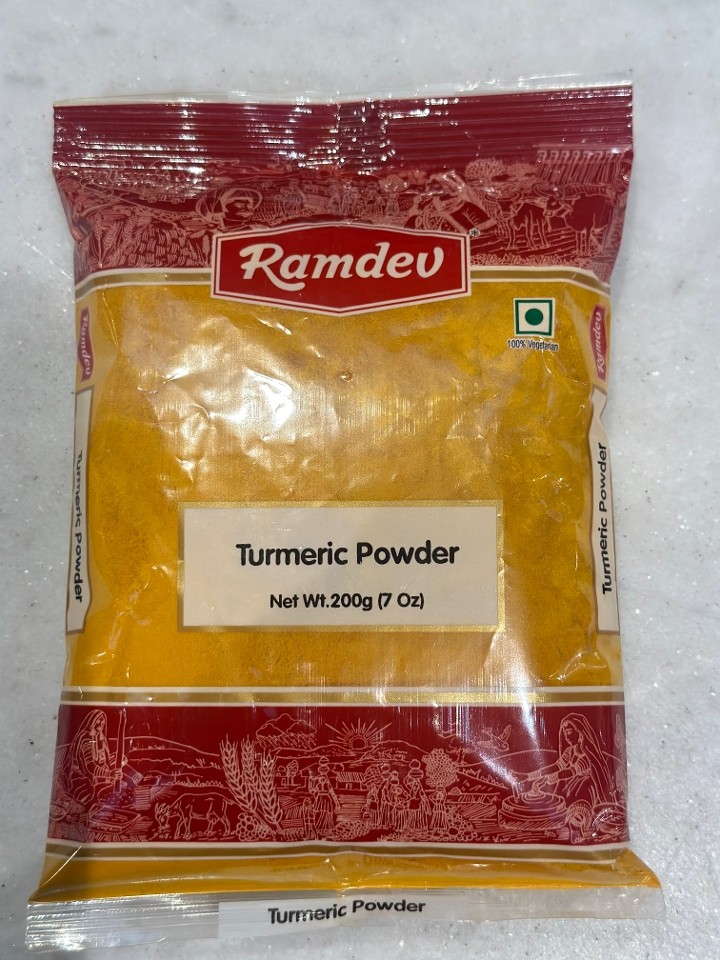 Ramdev
100% Vegetarian
Ramdev
Ramdev
Turmeric Powder
Turmeric Powder
Turmeric Powder
Net Wt.200g (7 Oz)
Turmeric Powder